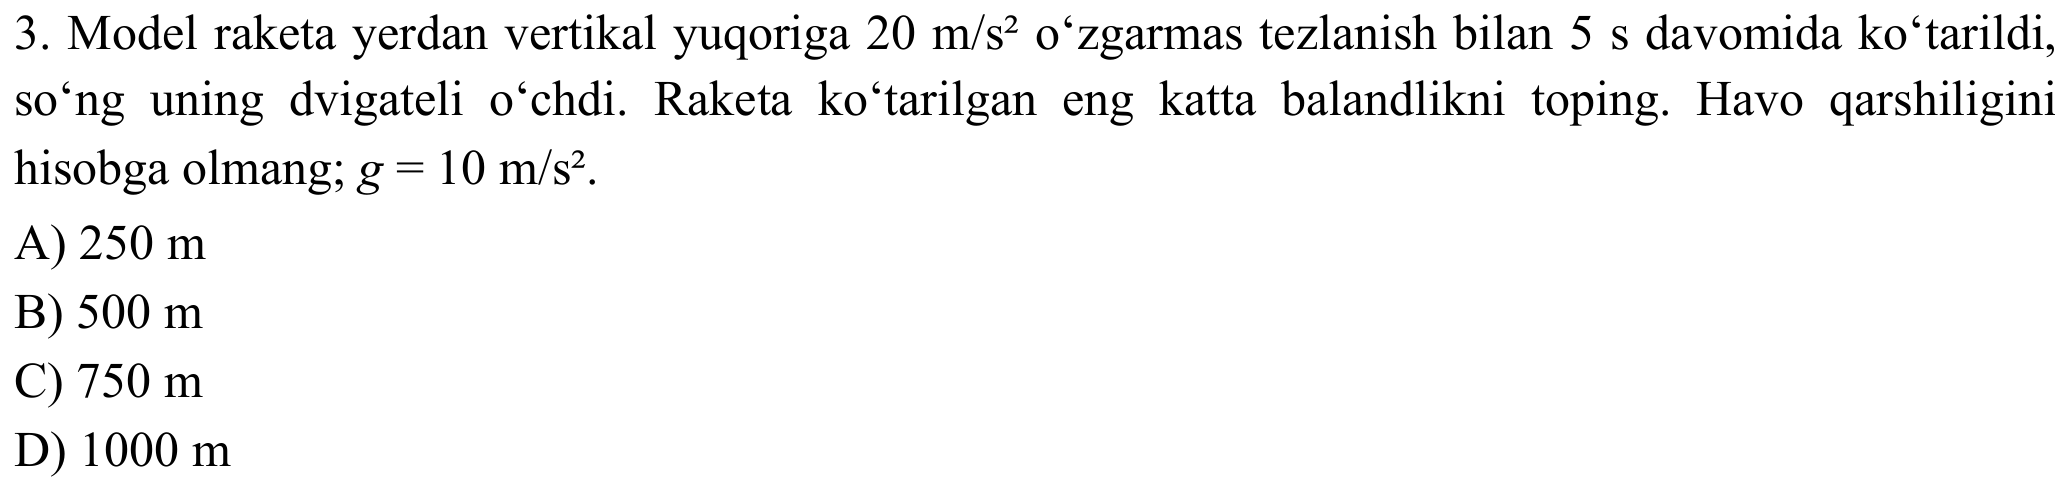 3. Model raketa yerdan vertikal yuqoriga 20 m/s² o‘zgarmas tezlanish bilan 5 s davomida ko‘tarildi,
so‘ng uning dvigateli o‘chdi. Raketa ko‘tarilgan eng katta balandlikni toping. Havo qarshiligini
hisobga olmang; g = 10 m/s².
A) 250 m
B) 500 m
C) 750 m
D) 1000 m